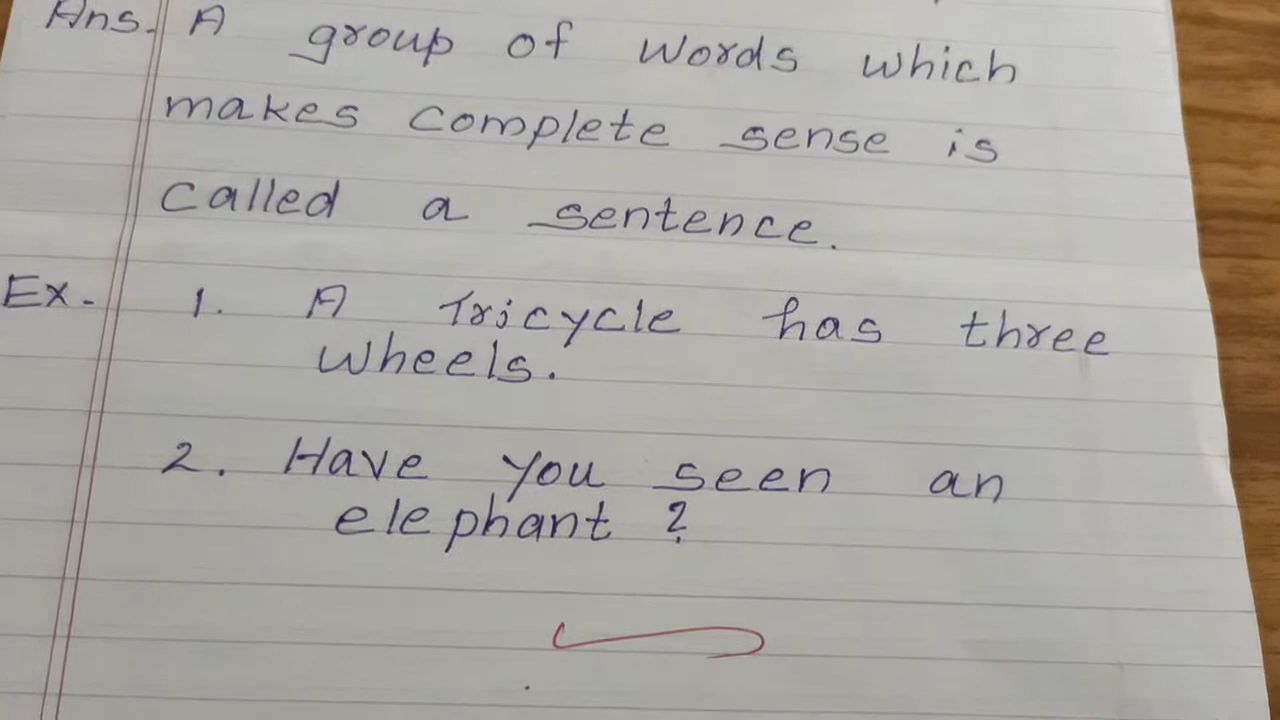 Ans. A group of words which
makes complete sense is
called a sentence.
Ex. 1. A Tricycle has three
wheels.
2. Have you seen an
elephant ?